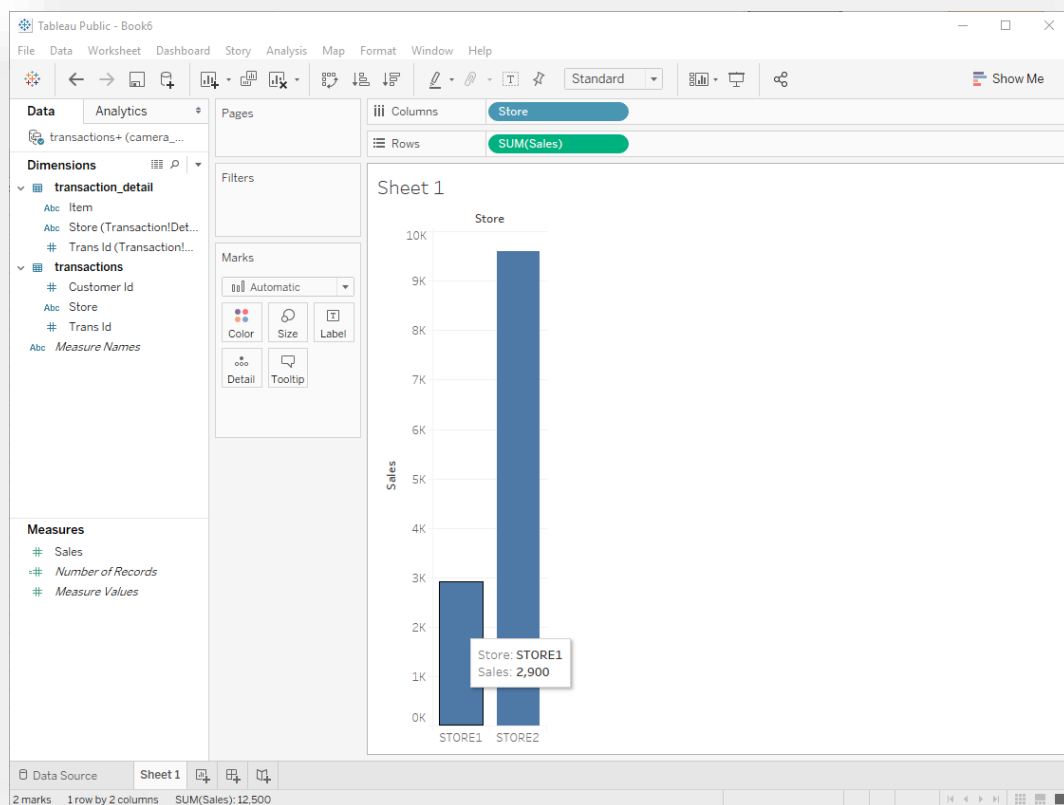 Tableau Public - Book6
File Data Worksheet Dashboard Story Analysis Map Format Window Help
Standard
Show Me
Data Analytics
transactions+ (camera_...
Dimensions
transaction_detail
Abc Item
Abc Store (Transaction!Det...
# Trans Id (Transaction!...
transactions
# Customer Id
Abc Store
# Trans Id
Abc Measure Names
Measures
# Sales
=# Number of Records
# Measure Values
Pages
Filters
Marks
Automatic
Color Size Label
Detail Tooltip
Columns Store
Rows SUM(Sales)
Sheet 1
Store
10K
9K
8K
7K
6K
5K
4K
3K
2K
1K
0K
Sales
Store: STORE1
Sales: 2,900
STORE1 STORE2
Data Source Sheet 1
2 marks 1 row by 2 columns SUM(Sales): 12,500